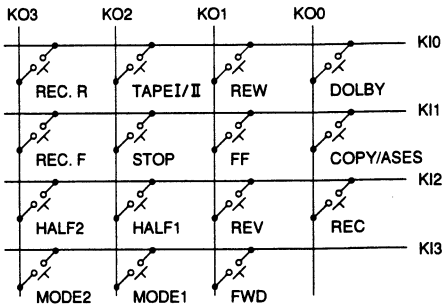 KO3 KO2 KO1 KO0
KI0
REC. R TAPEI/II REW DOLBY
KI1
REC. F STOP FF COPY/ASES
KI2
HALF2 HALF1 REV REC
KI3
MODE2 MODE1 FWD